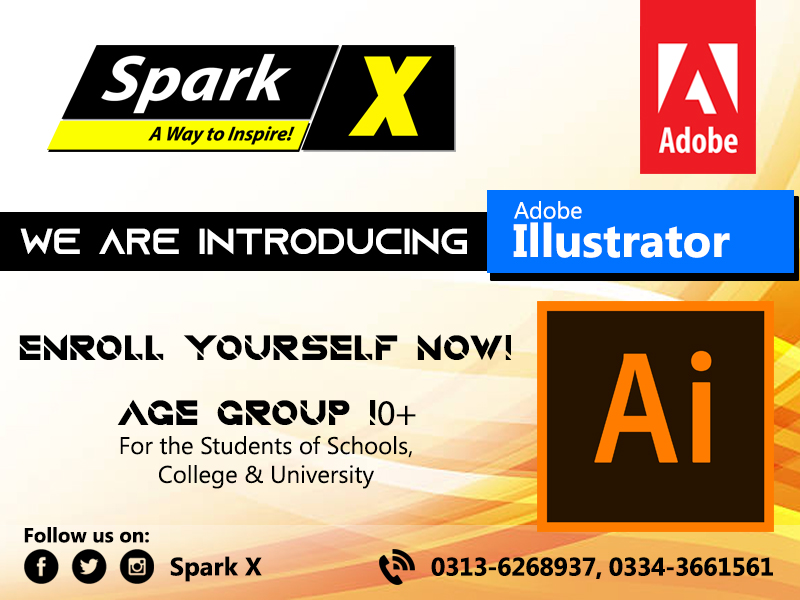 Spark X
A Way to Inspire!
Adobe
WE ARE INTRODUCING
Adobe
Illustrator
ENROLL YOURSELF NOW!
Ai
AGE GROUP !0+
For the Students of Schools,
College & University
Follow us on:
Spark X
0313-6268937, 0334-3661561